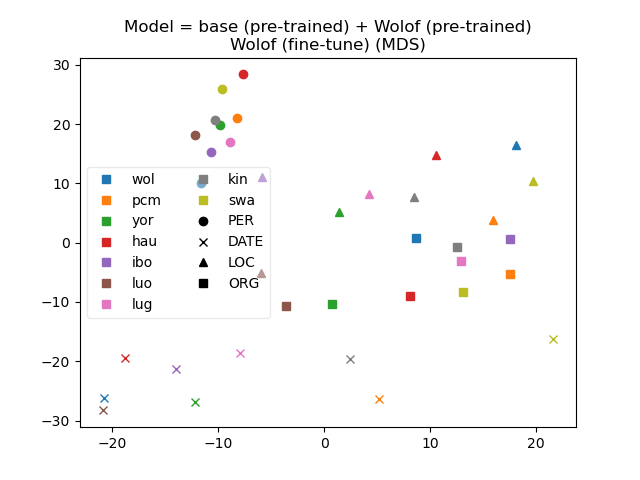 Model = base (pre-trained) + Wolof (pre-trained)
Wolof (fine-tune) (MDS)
30
20
10
0
−10
−20
−30
wol
pcm
yor
hau
ibo
luo
lug
kin
swa
PER
DATE
LOC
ORG
−20
−10
0
10
20